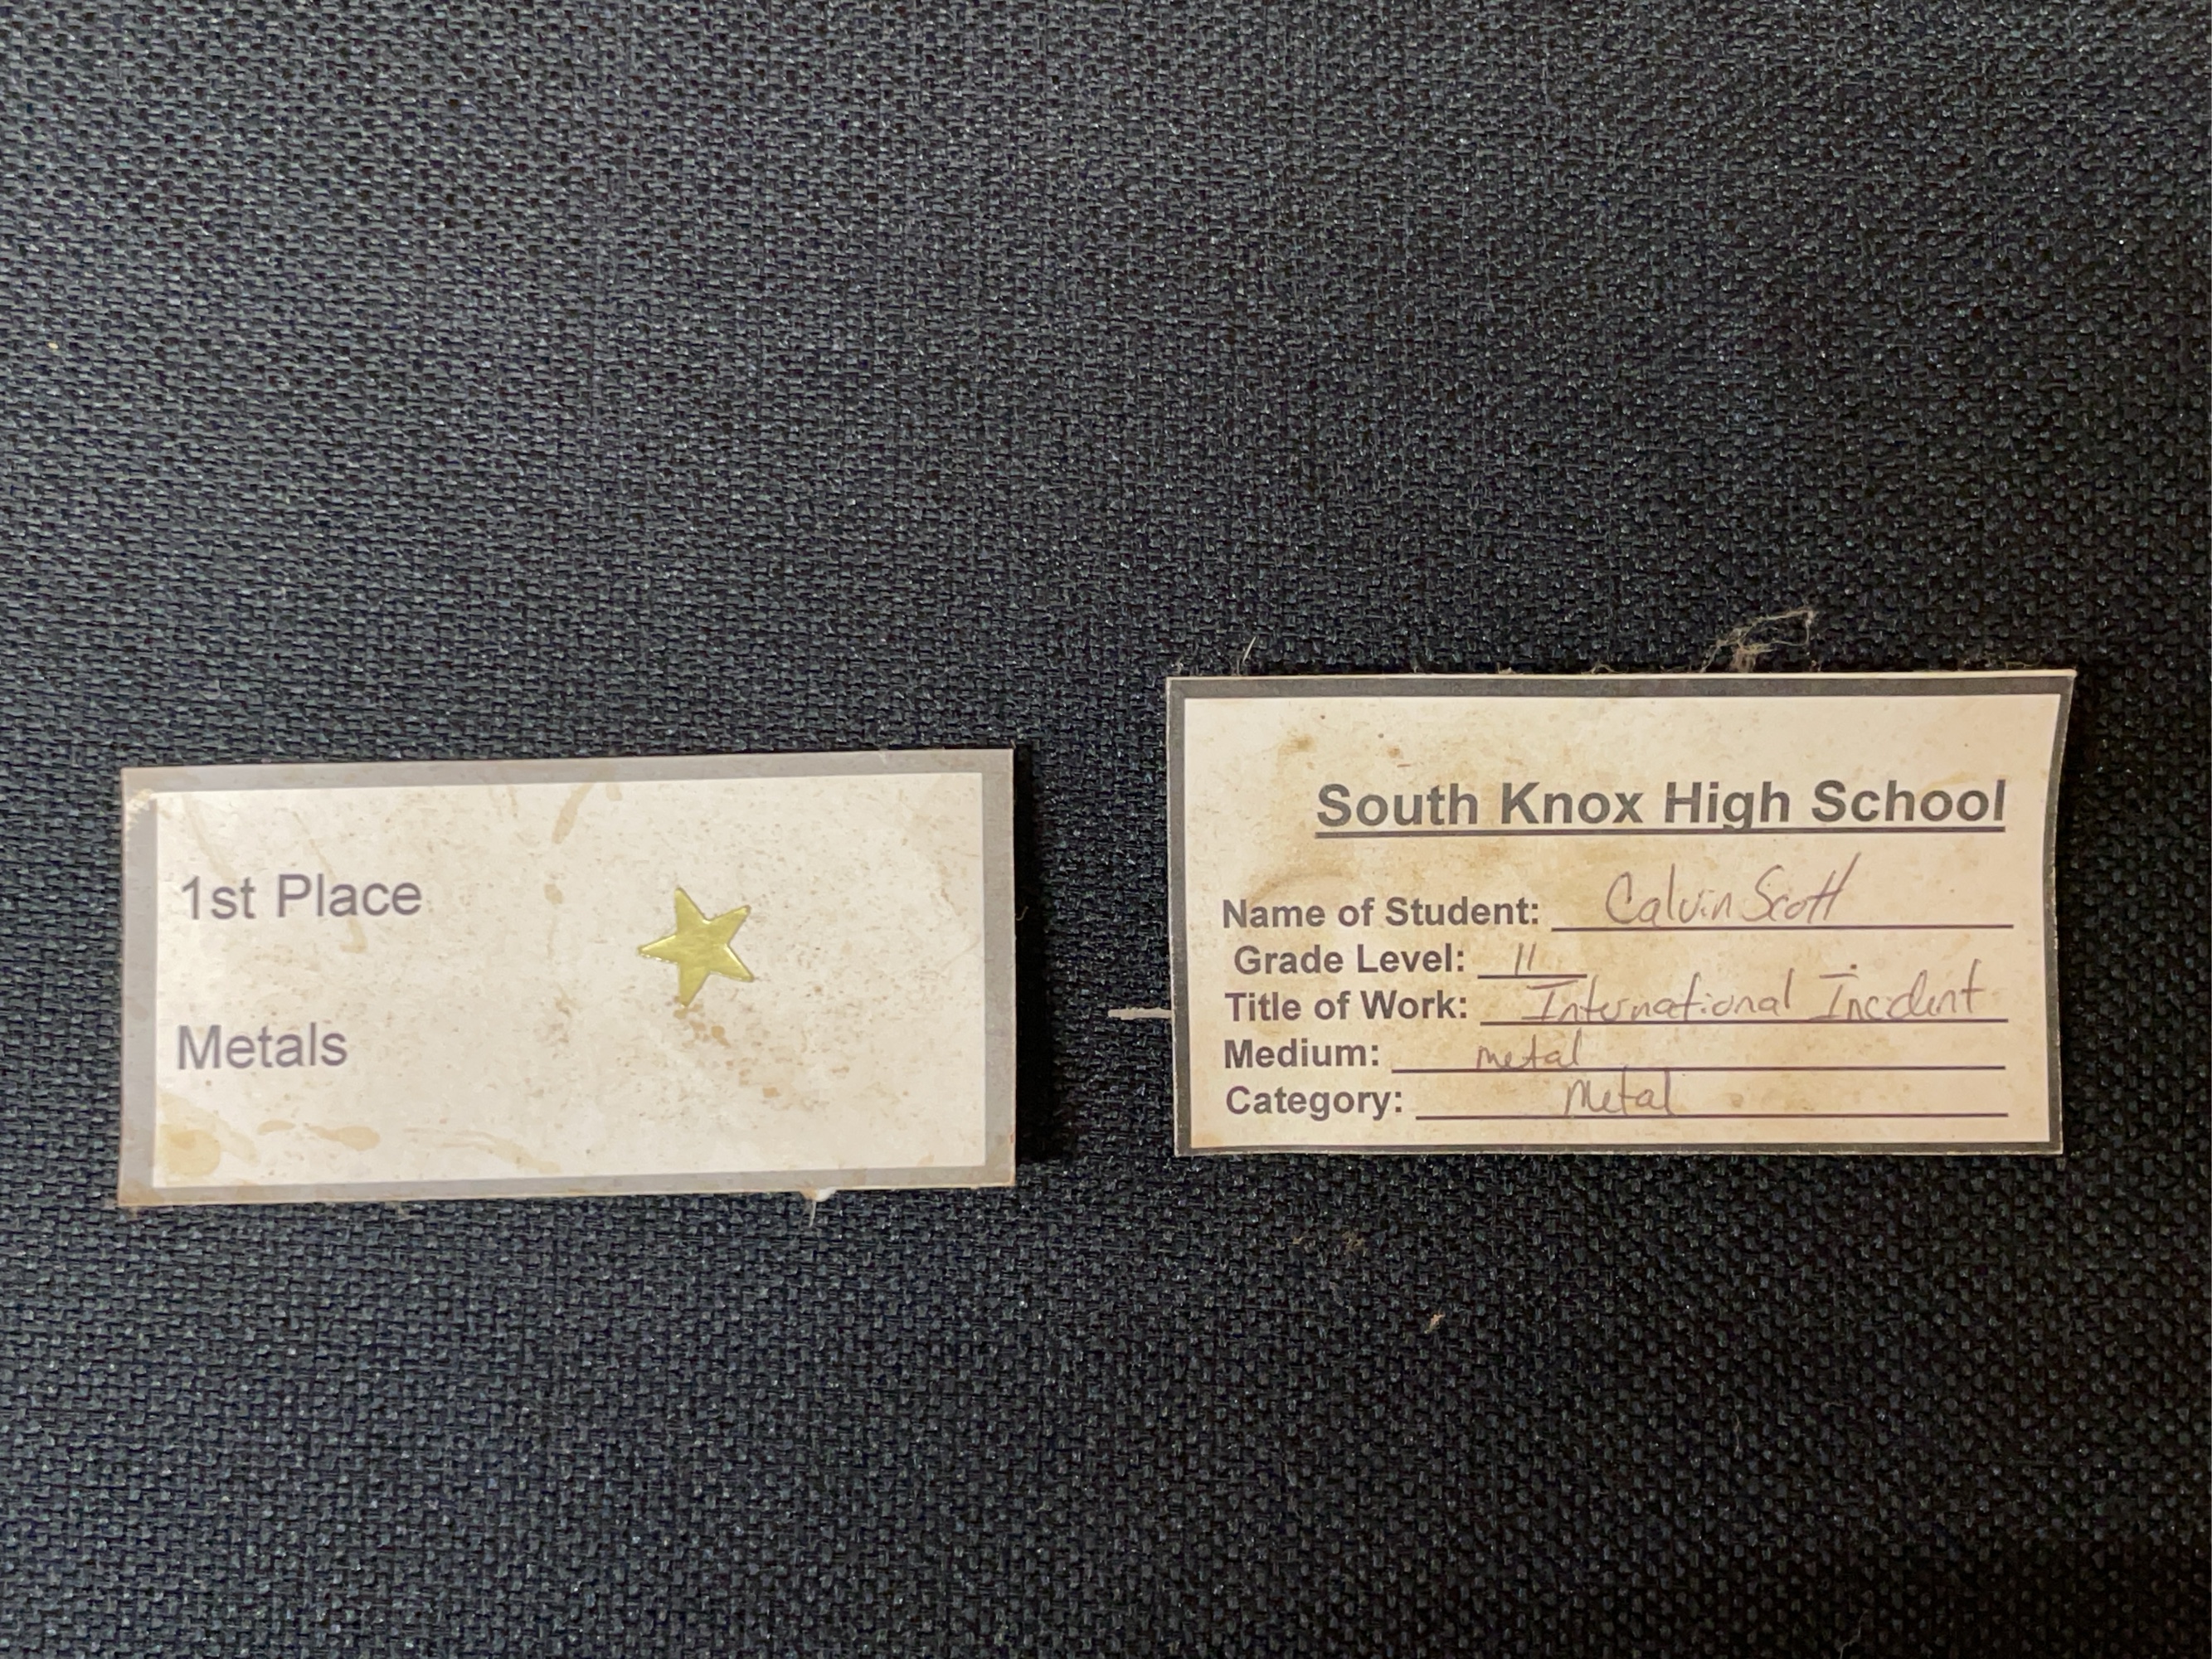 1st Place
Metals
South Knox High School
Name of Student: Calvin Scott
Grade Level: 11
Title of Work: International Incident
Medium: metal
Category: Metal